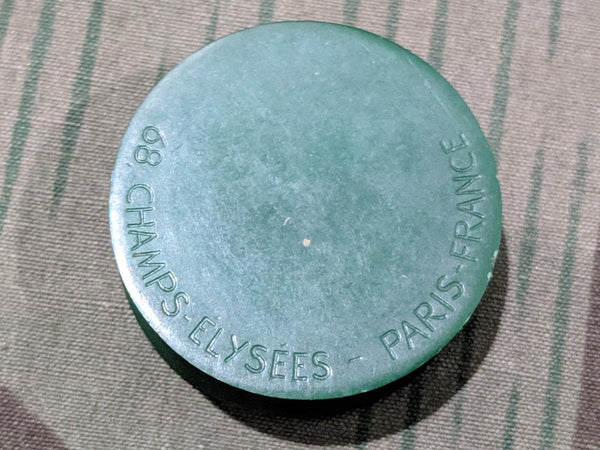 68, CHAMPS-ELYSÉES - PARIS-FRANCE